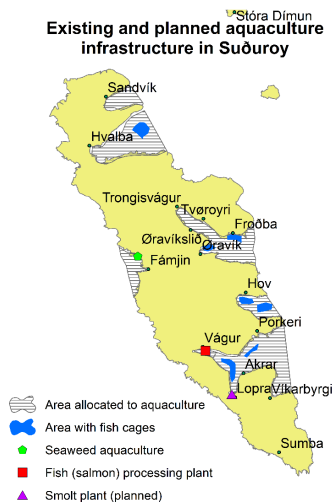 Stóra Dímun
Existing and planned aquaculture
infrastructure in Suðuroy
Sandvík
Hvalba
Trongisvágur
Tvøroyri
Froðba
Øravíkslið
Øravík
Fámjin
Hov
Porkeri
Vágur
Akrar
Lopra
Víkarbyrgi
Sumba
Area allocated to aquaculture
Area with fish cages
Seaweed aquaculture
Fish (salmon) processing plant
Smolt plant (planned)